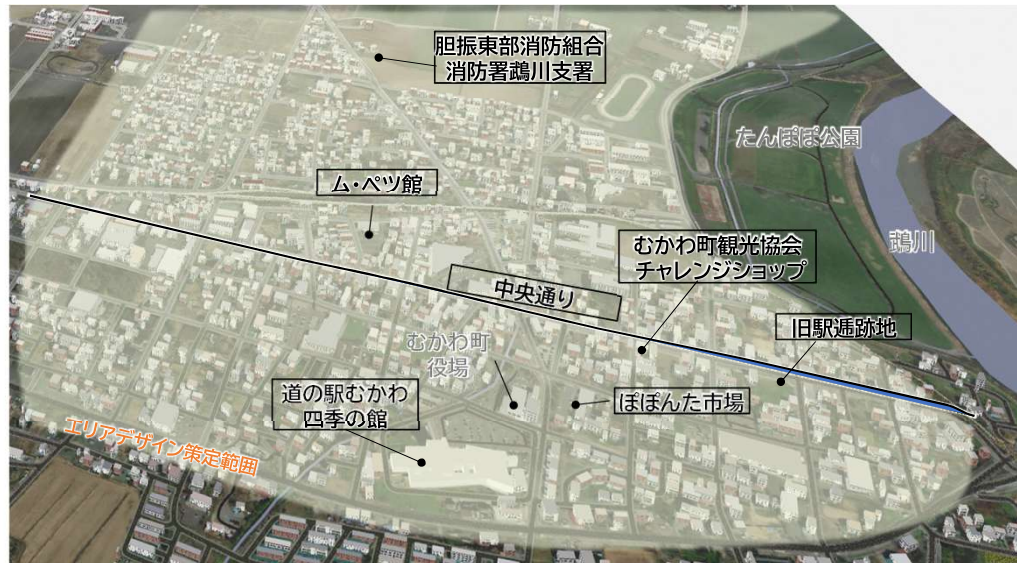 胆振東部消防組合
消防署鵡川支署
たんぽぽ公園
ム・ペツ館
鵡川
むかわ町観光協会
チャレンジショップ
中央通り
旧駅逓跡地
むかわ町
役場
道の駅むかわ
四季の館
ぽぽんた市場
エリアデザイン策定範囲